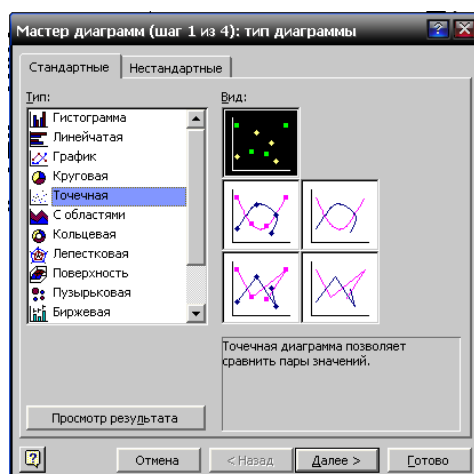 Мастер диаграмм (шаг 1 из 4): тип диаграммы
Стандартные
Нестандартные
Тип:
Гистограмма
Линейчатая
График
Круговая
Точечная
С областями
Кольцевая
Лепестковая
Поверхность
Пузырьковая
Биржевая
Вид:
Точечная диаграмма позволяет
сравнить пары значений.
Просмотр результата
Отмена
< Назад
Далее >
Готово